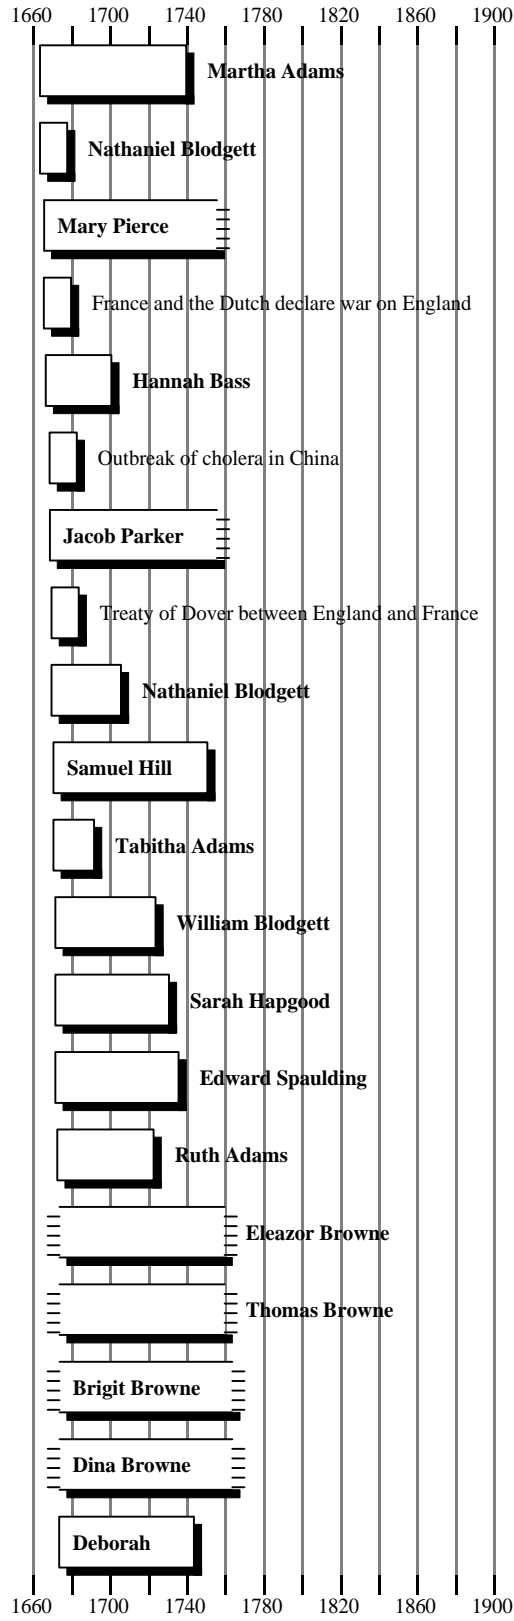 1660 1700 1740 1780 1820 1860 1900
Martha Adams
Nathaniel Blodgett
Mary Pierce
France and the Dutch declare war on England
Hannah Bass
Outbreak of cholera in China
Jacob Parker
Treaty of Dover between England and France
Nathaniel Blodgett
Samuel Hill
Tabitha Adams
William Blodgett
Sarah Hapgood
Edward Spaulding
Ruth Adams
Eleazor Browne
Thomas Browne
Brigit Browne
Dina Browne
Deborah
1660 1700 1740 1780 1820 1860 1900